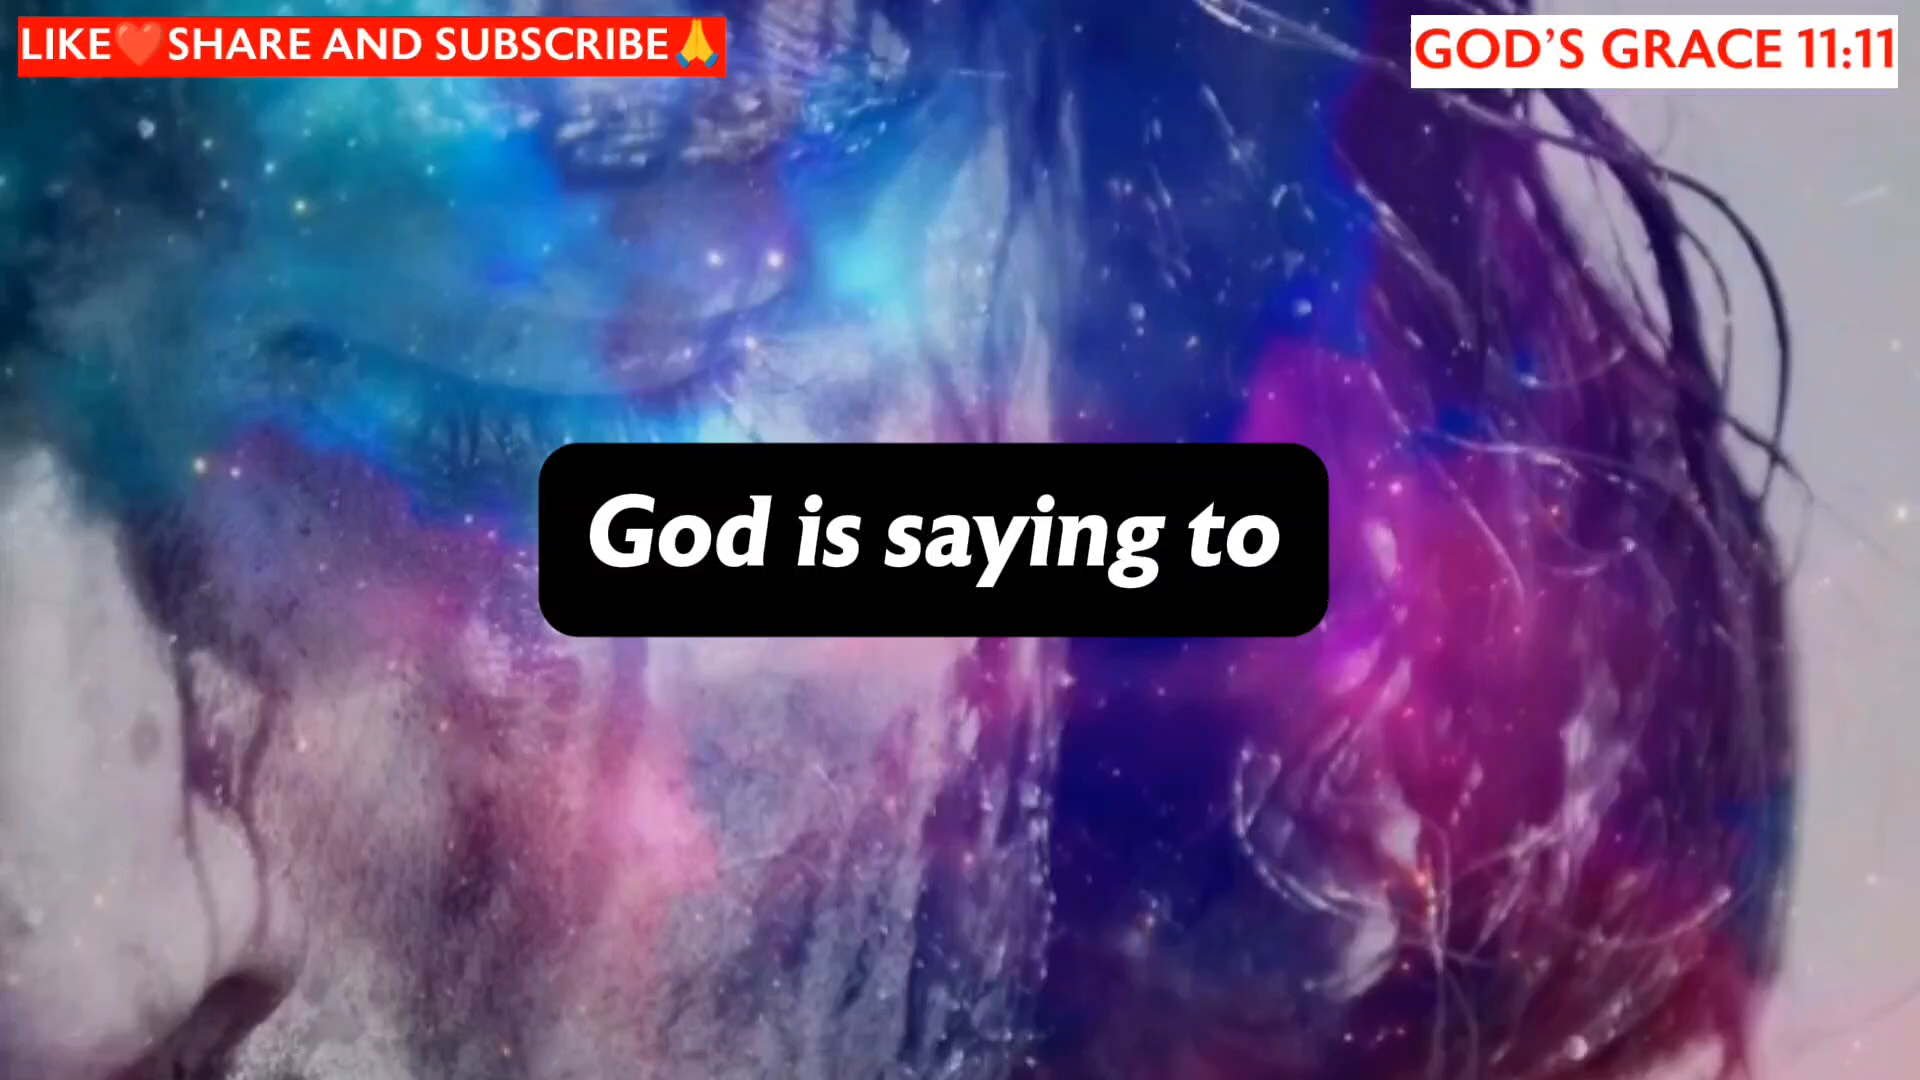 LIKE❤️SHARE AND SUBSCRIBE🙏
GOD’S GRACE 11:11
God is saying to